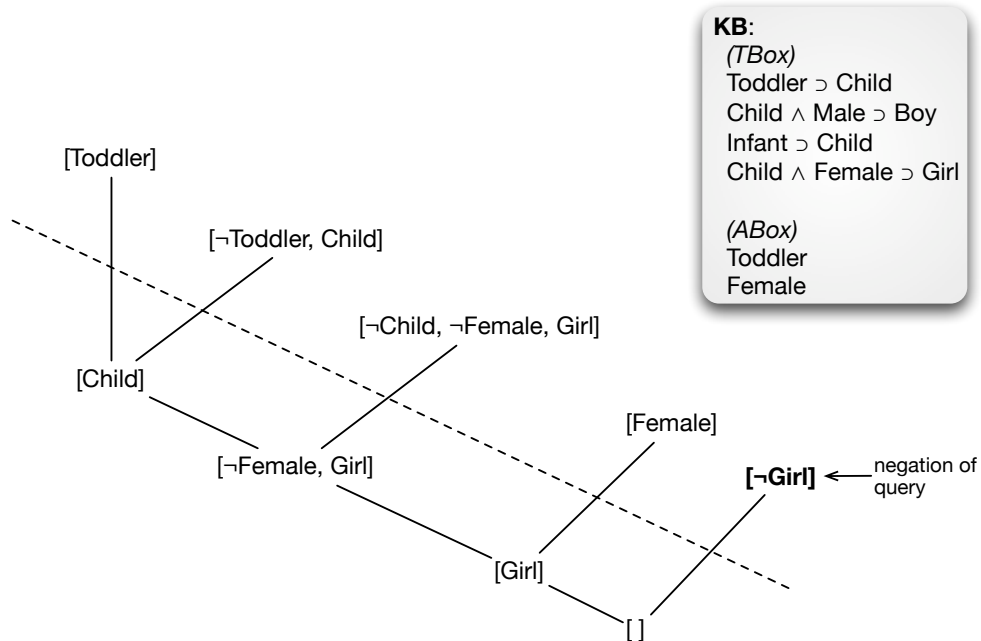 KB:
(TBox)
Toddler ⊃ Child
Child ∧ Male ⊃ Boy
Infant ⊃ Child
Child ∧ Female ⊃ Girl
(ABox)
Toddler
Female
[Toddler]
[¬Toddler, Child]
[¬Child, ¬Female, Girl]
[Child]
[Female]
[¬Female, Girl]
[¬Girl]
negation of
query
[Girl]
[ ]